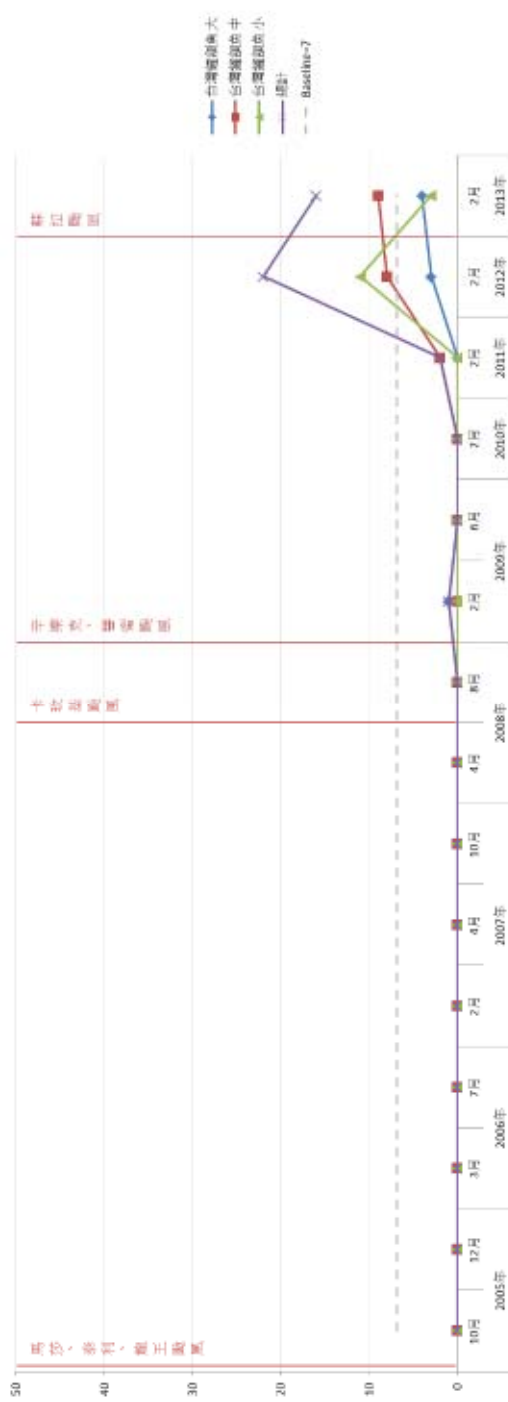 台灣鏟頷魚大
台灣鏟頷魚中
台灣鏟頷魚小
總計
Baseline=7
50
40
30
20
10
0
馬莎、泰利、龍王颱風
卡玫基颱風
辛樂克、薔蜜颱風
蘇拉颱風
10月
12月
3月
7月
2月
4月
10月
4月
8月
2月
6月
7月
2月
2月
2月
2005年
2006年
2007年
2008年
2009年
2010年
2011年
2012年
2013年